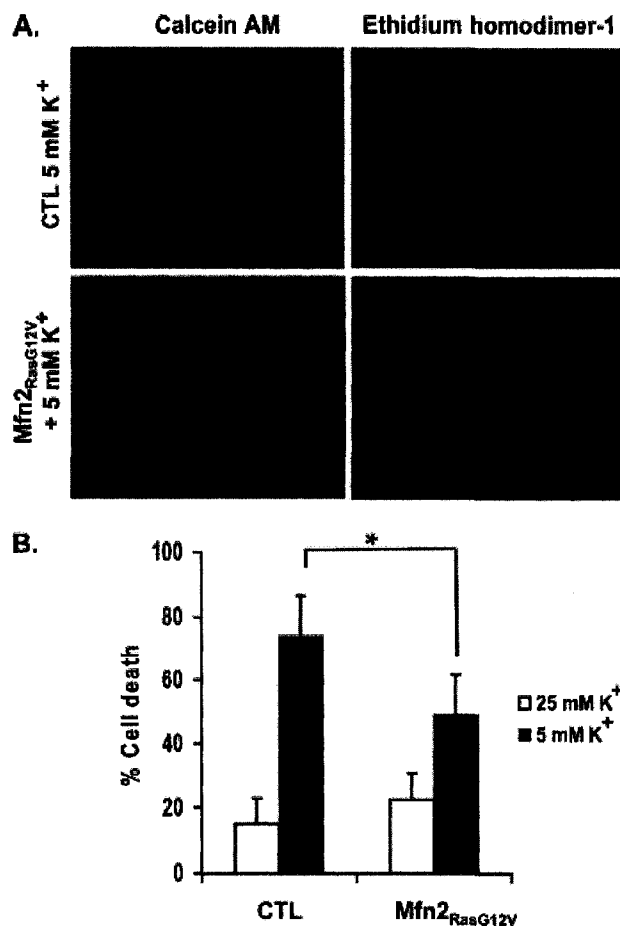 A.
Calcein AM
Ethidium homodimer-1
CTL 5 mM K+
Mfn2RasG12V
+ 5 mM K+
B.
*
% Cell death
100
80
60
40
20
0
25 mM K+
5 mM K+
CTL
Mfn2RasG12V